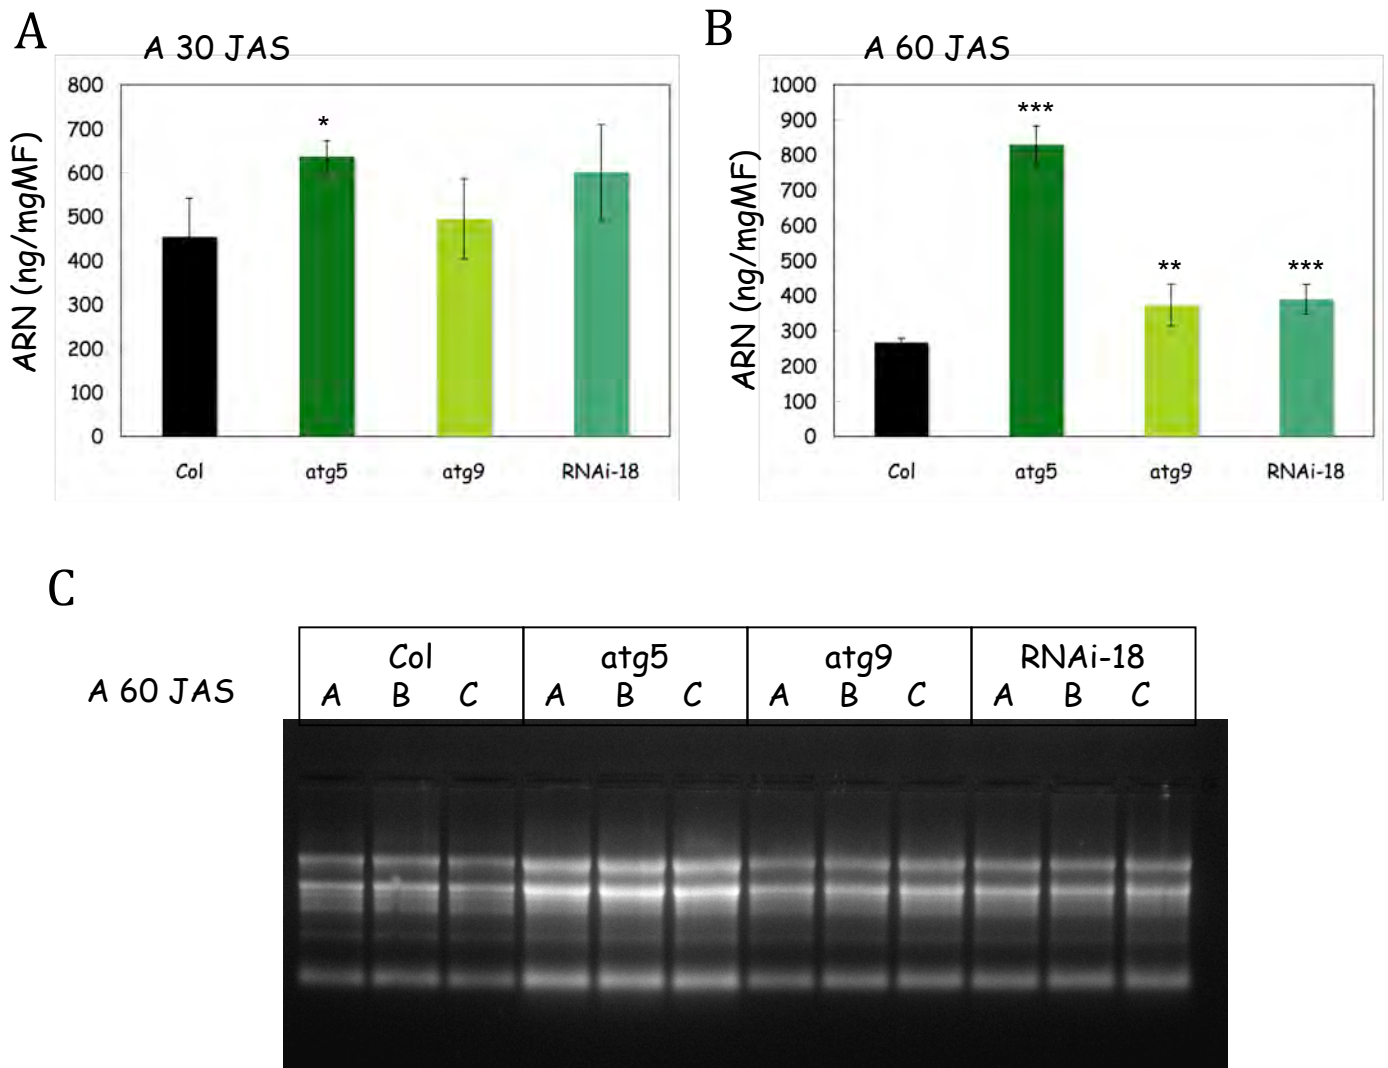 A
A 30 JAS
ARN (ng/mgMF)
800
700
600
500
400
300
200
100
0
*
Col atg5 atg9 RNAi-18
B
A 60 JAS
ARN (ng/mgMF)
1000
900
800
700
600
500
400
300
200
100
0
***
** ***
Col atg5 atg9 RNAi-18
C
A 60 JAS
Col atg5 atg9 RNAi-18
A B C A B C A B C A B C